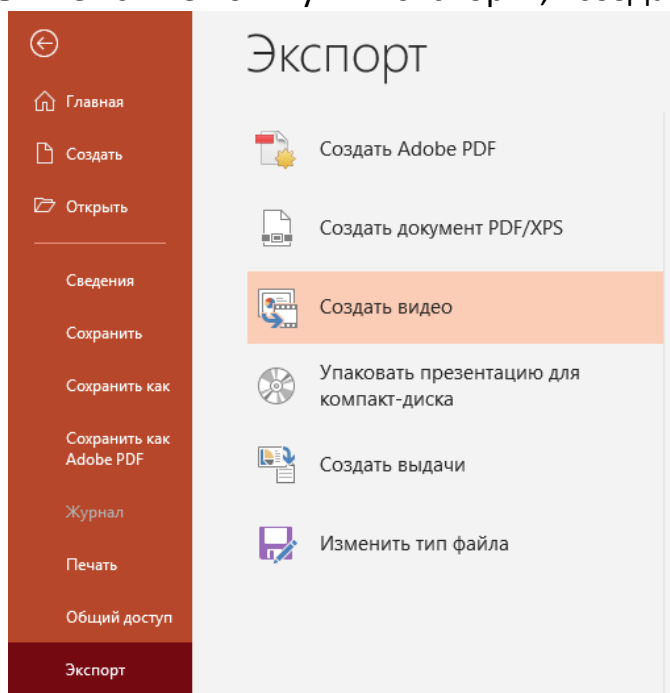 Экспорт
Главная
Создать
Открыть
Сведения
Сохранить
Сохранить как
Сохранить как
Adobe PDF
Журнал
Печать
Общий доступ
Экспорт
Создать Adobe PDF
Создать документ PDF/XPS
Создать видео
Упаковать презентацию для
компакт-диска
Создать выдачи
Изменить тип файла